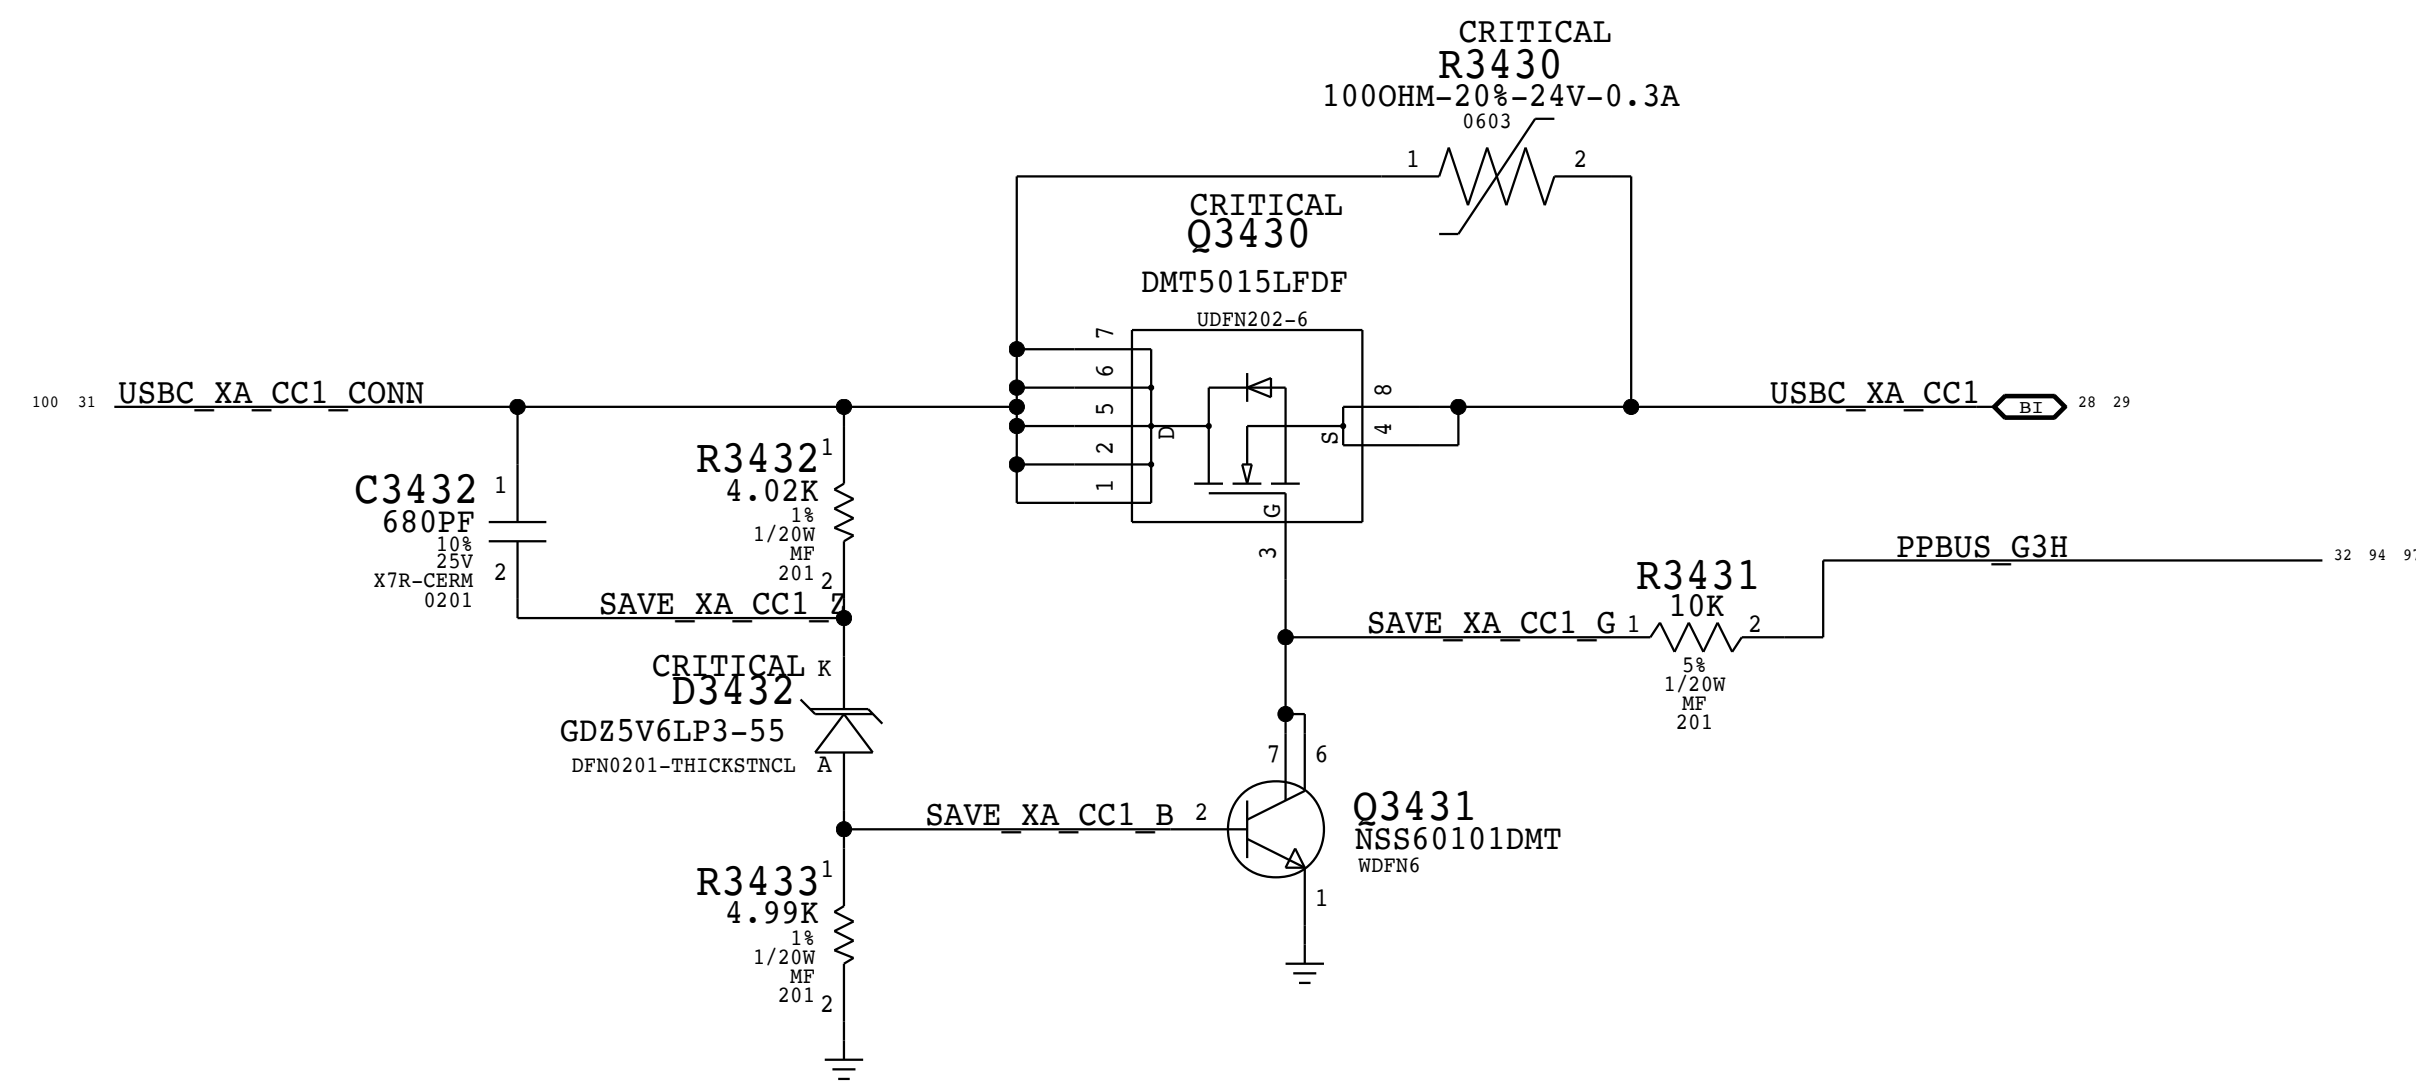 CRITICAL
R3430
100OHM-20%-24V-0.3A
0603
1 2
CRITICAL
Q3430
DMT5015LFDF
UDFN202-6
7
6
5
2
1
D
G
S
8
4
3
100 31 USBC_XA_CC1_CONN
USBC_XA_CC1 BI 28 29
C3432
680PF
10%
25V
X7R-CERM
0201
1
2
R3432
4.02K
1%
1/20W
MF
201
1
2
SAVE_XA_CC1_Z
PPBUS_G3H 32 94
R3431
10K
5%
1/20W
MF
201
SAVE_XA_CC1_G 1 2
CRITICAL K
D3432
GDZ5V6LP3-55
DFN0201-THICKSTNCL A
7 6
SAVE_XA_CC1_B 2
Q3431
NSS60101DMT
WDFN6
1
R3433
4.99K
1%
1/20W
MF
201
1
2